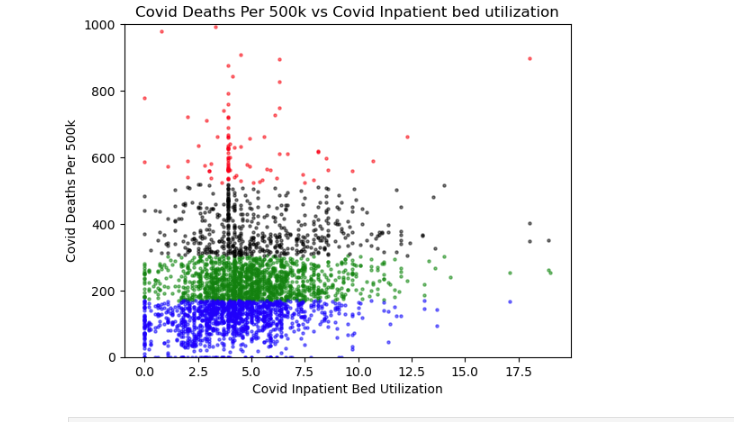 Covid Deaths Per 500k vs Covid Inpatient bed utilization
1000
800
600
400
200
0
Covid Deaths Per 500k
0.0 2.5 5.0 7.5 10.0 12.5 15.0 17.5
Covid Inpatient Bed Utilization